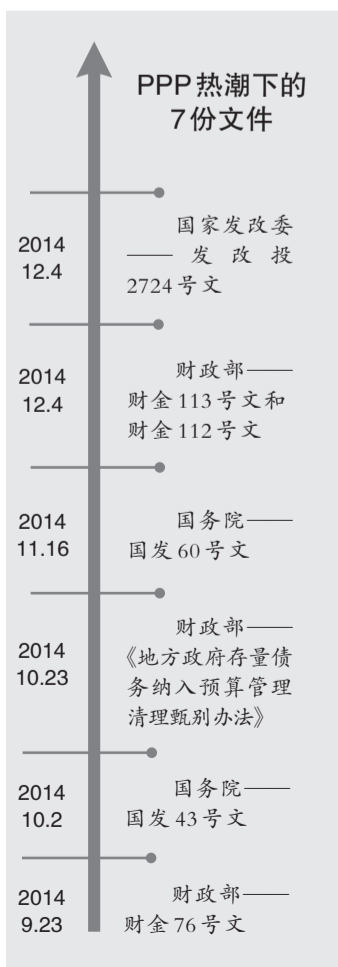 PPP热潮下的
7份文件
2014
12.4
国家发改委
——发改投
2724号文
2014
12.4
财政部——
财金113号文和
财金112号文
2014
11.16
国务院——
国发60号文
2014
10.23
财政部——
《地方政府存量债
务纳入预算管理
清理甄别办法》
2014
10.2
国务院——
国发43号文
2014
9.23
财政部——
财金76号文